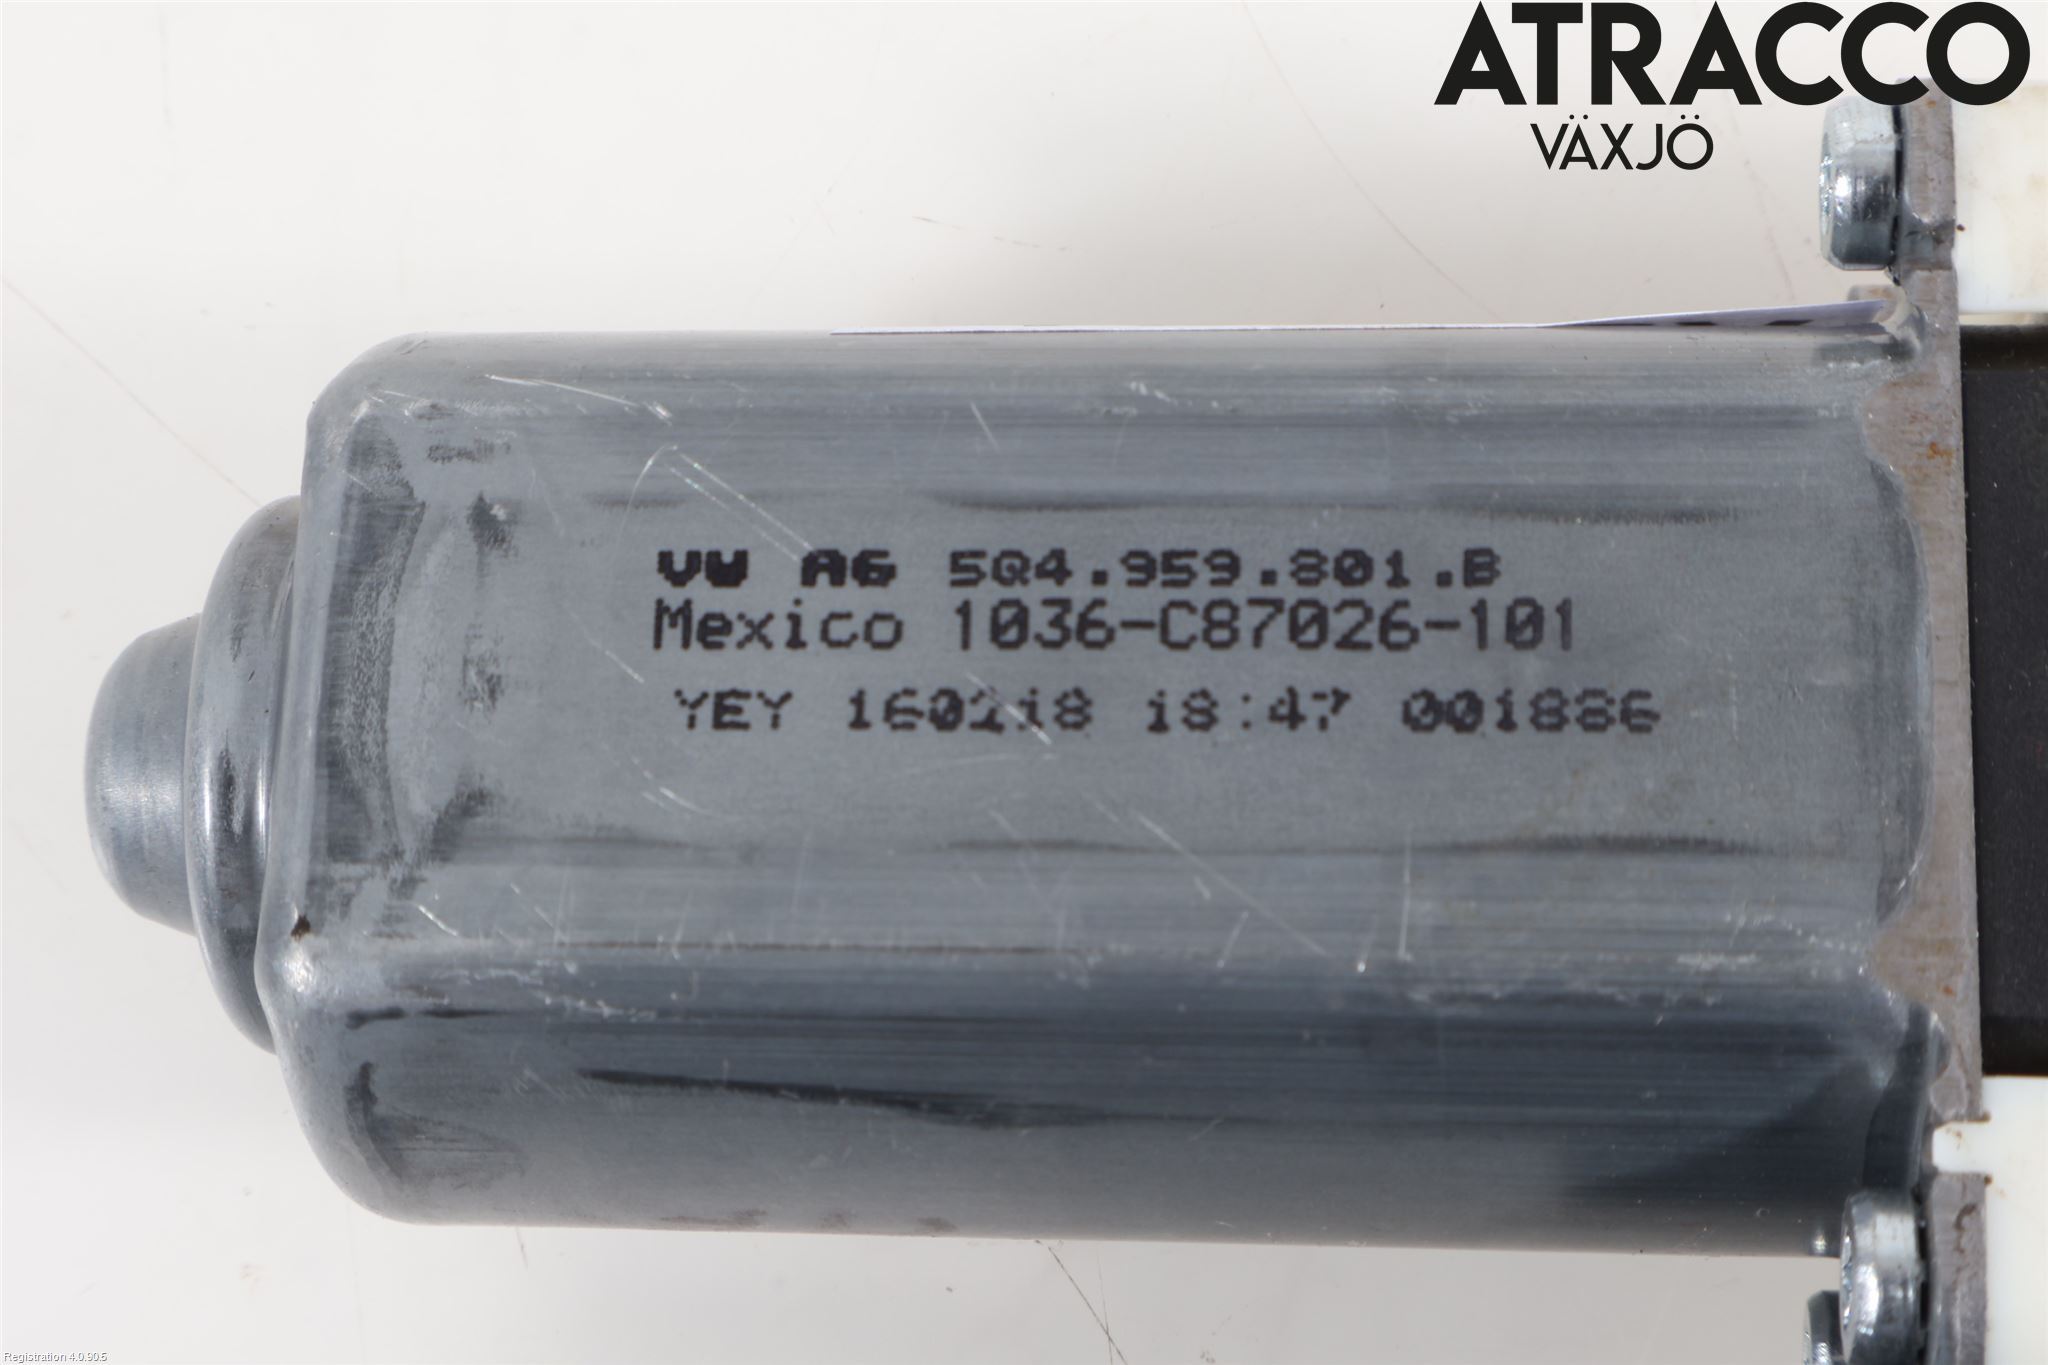 ATRACCO
VÄXJÖ
VW AG 5Q4.959.801.B
Mexico 1036-C87026-101
YEY 160218 18:47 001886
Registration 4.0.90.5